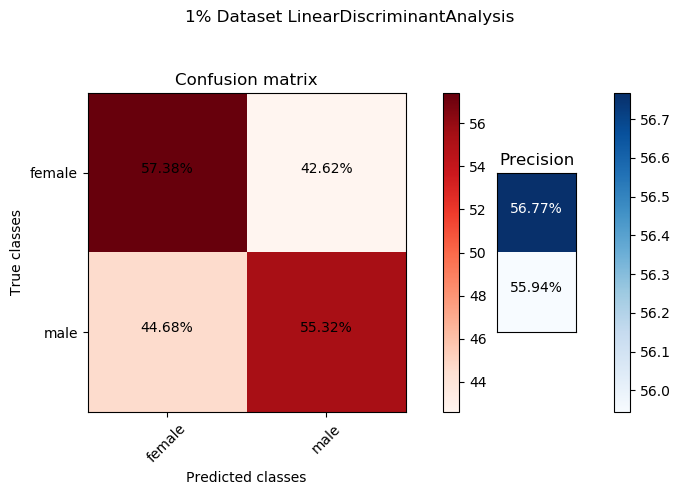 1% Dataset LinearDiscriminantAnalysis
Confusion matrix
True classes
female
male
57.38%
42.62%
44.68%
55.32%
female
male
Predicted classes
56
54
52
50
48
46
44
Precision
56.77%
55.94%
56.7
56.6
56.5
56.4
56.3
56.2
56.1
56.0